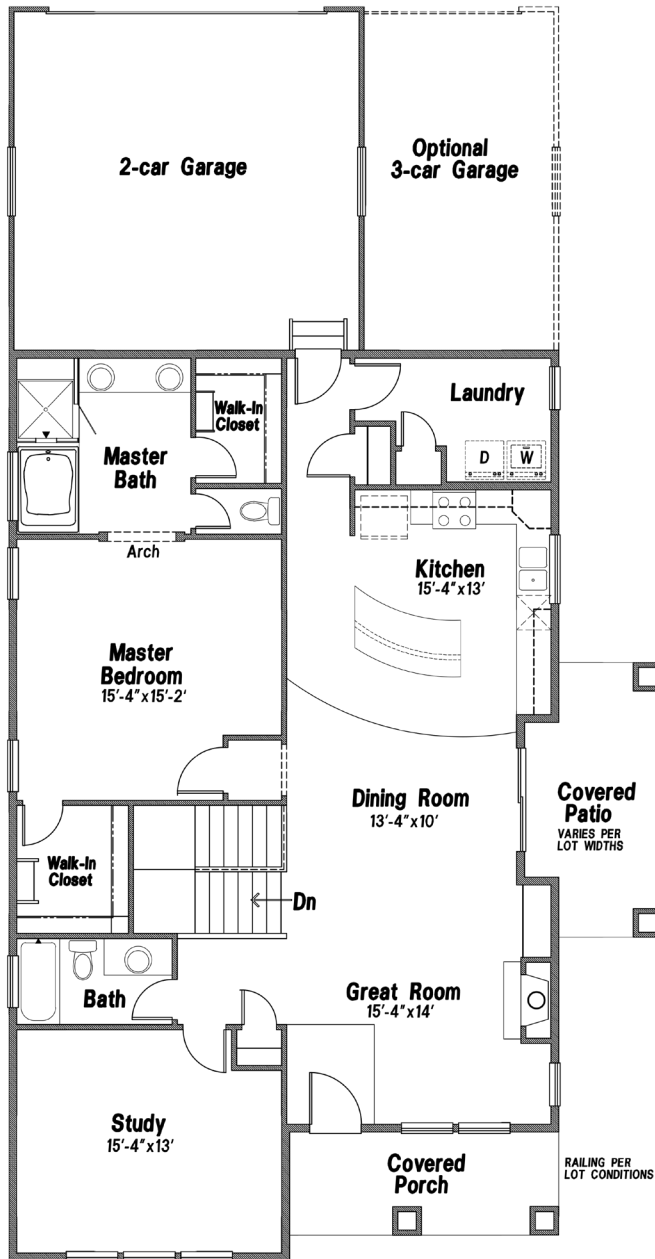 2-car Garage
Optional
3-car Garage
Laundry
Walk-In
Closet
D
W
Master
Bath
Arch
Kitchen
15'-4"x13'
Master
Bedroom
15'-4"x15'-2'
Dining Room
13'-4"x10'
Covered
Patio
VARIES PER
LOT WIDTHS
Walk-In
Closet
Dn
Bath
Great Room
15'-4"x14'
Study
15'-4"x13'
Covered
Porch
RAILING PER
LOT CONDITIONS